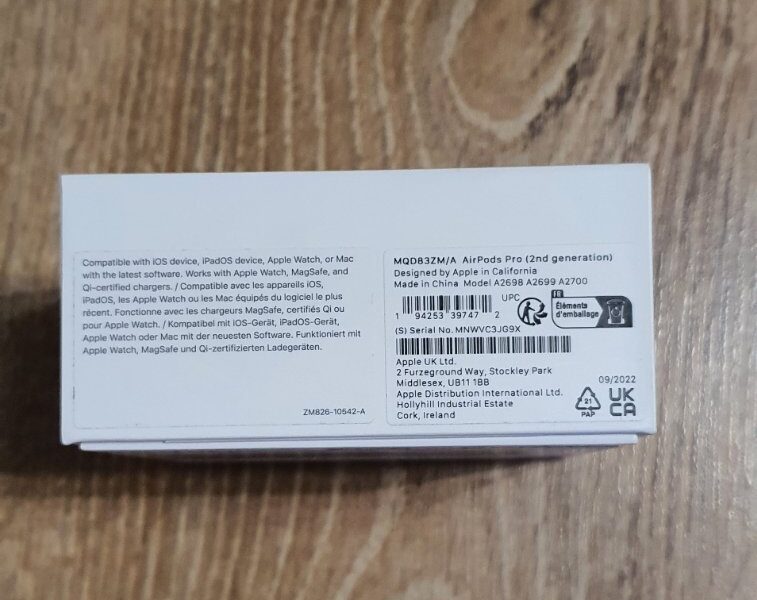 Compatible with iOS device, iPadOS device, Apple Watch, or Mac
with the latest software. Works with Apple Watch, MagSafe, and
Qi-certified chargers. / Compatible avec les appareils iOS,
iPadOS, les Apple Watch ou les Mac équipés du logiciel le plus
récent. Fonctionne avec les chargeurs MagSafe, certifiés Qi ou
pour Apple Watch. / Kompatibel mit iOS-Gerät, iPadOS-Gerät,
Apple Watch oder Mac mit der neuesten Software. Funktioniert mit
Apple Watch, MagSafe und Qi-zertifizierten Ladegeräten.
ZM826-10542-A
MQD83ZM/A AirPods Pro (2nd generation)
Designed by Apple in California
Made in China Model A2698 A2699 A2700
UPC
1 94253 39747 2
FR
Éléments
d'emballage
(S) Serial No. MNWVC3JG9X
Apple UK Ltd.
2 Furzeground Way, Stockley Park
Middlesex, UB11 1BB
Apple Distribution International Ltd.
Hollyhill Industrial Estate
Cork, Ireland
09/2022
21
PAP
UK
CA